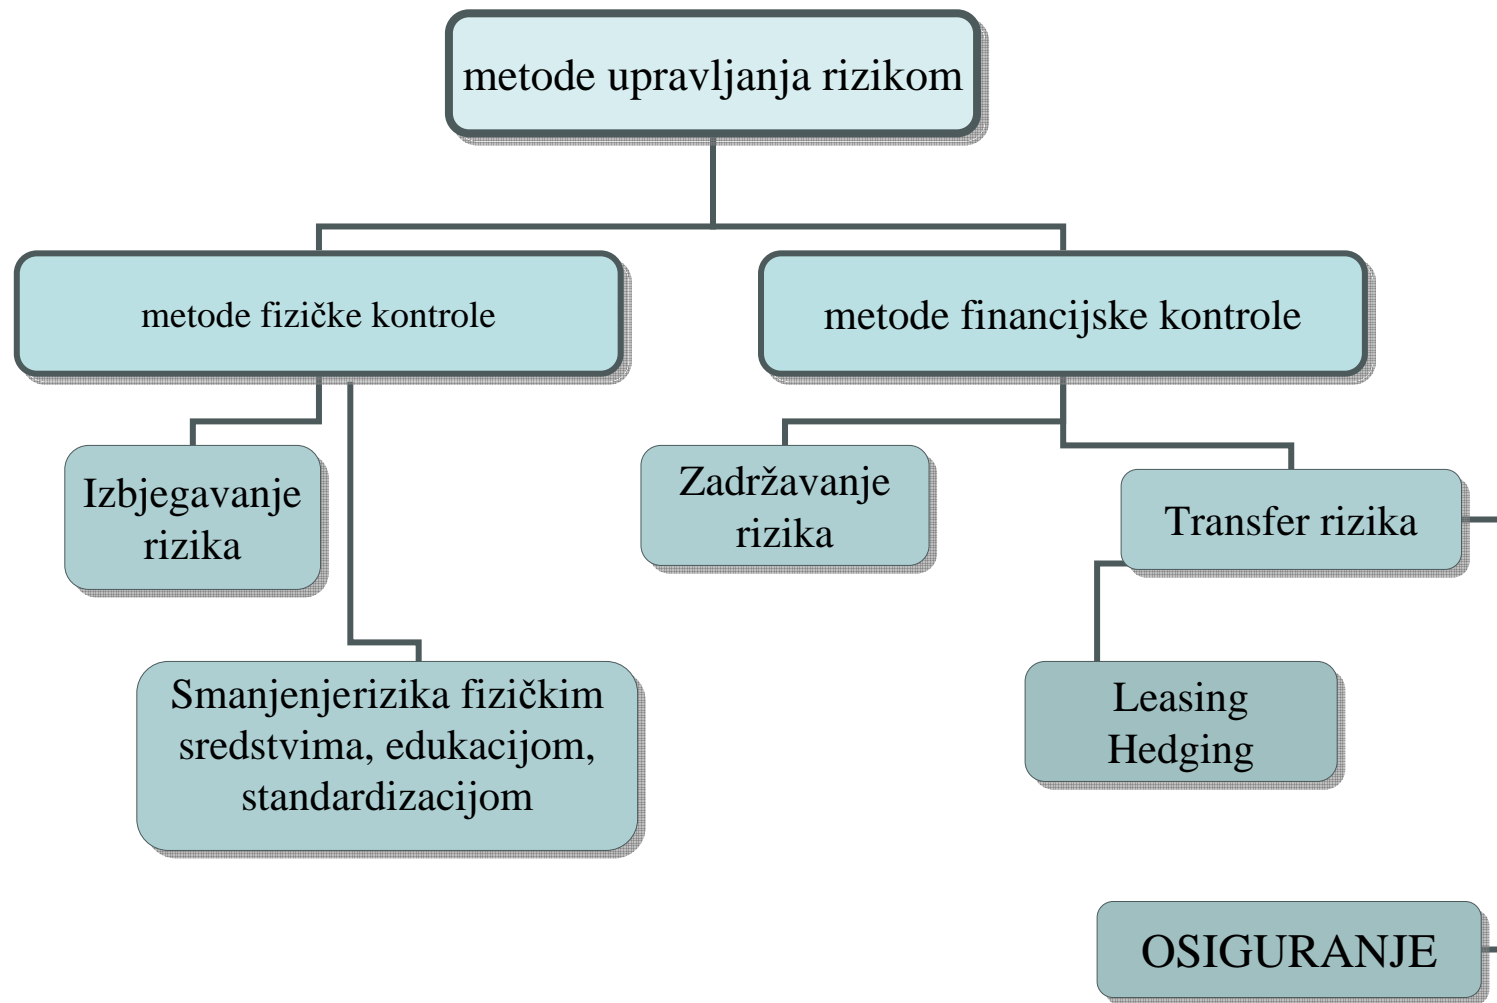 metode upravljanja rizikom
metode fizičke kontrole
metode financijske kontrole
Izbjegavanje
rizika
Zadržavanje
rizika
Transfer rizika
Smanjenjerizika fizičkim
sredstvima, edukacijom,
standardizacijom
Leasing
Hedging
OSIGURANJE